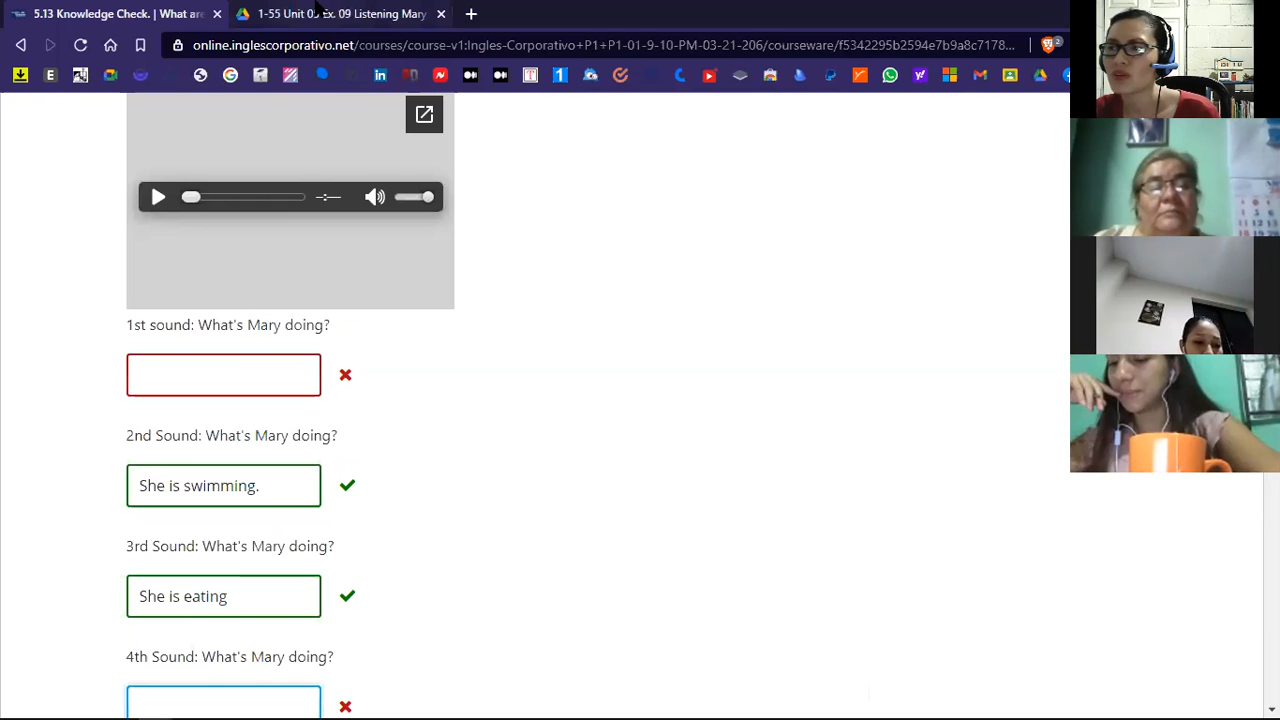 5.13 Knowledge Check. | What are
1-55 Unit 0
Ex. 09 Listening Mary
online.inglescorporativo.
ourses/course-v1:Ingles-Corporativo+P1+P1-01-9-10-PM-03-21-206/courseware/f5342295b2594e7b9a8c7178...
2
1st sound: What's Mary doing?
2nd Sound: What's Mary doing?
She is swimming.
3rd Sound: What's Mary doing?
She is eating
4th Sound: What's Mary doing?